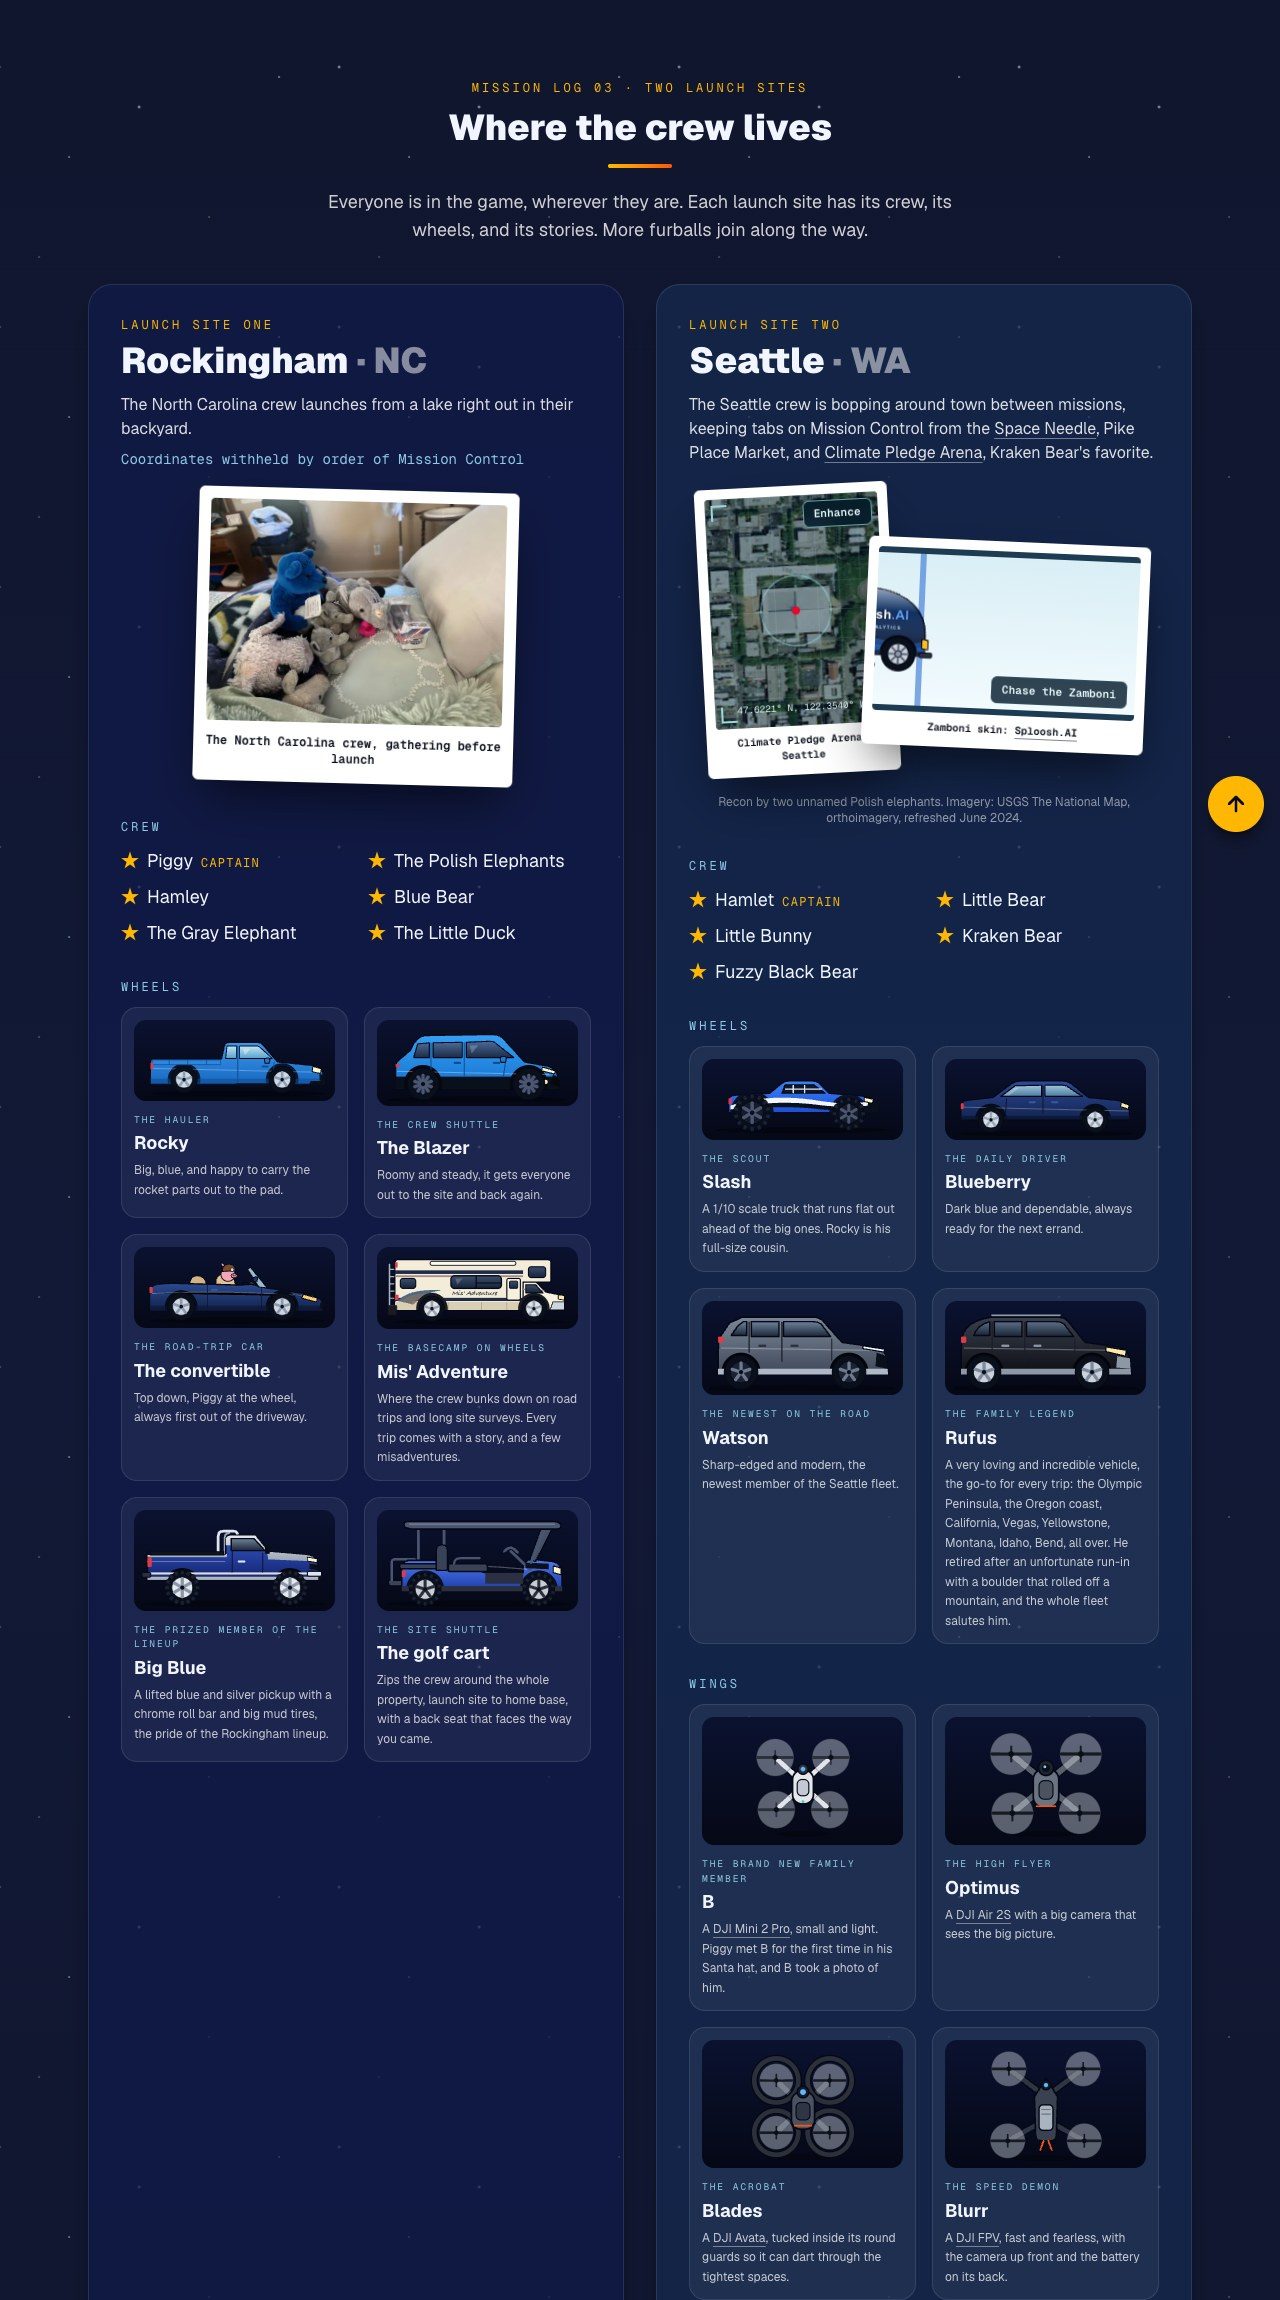 MISSION LOG 03 · TWO LAUNCH SITES
Where the crew lives
Everyone is in the game, wherever they are. Each launch site has its crew, its
wheels, and its stories. More furballs join along the way.
LAUNCH SITE ONE
Rockingham · NC
The North Carolina crew launches from a lake right out in their
backyard.
Coordinates withheld by order of Mission Control
The North Carolina crew, gathering before
launch
CREW
Piggy CAPTAIN
The Polish Elephants
Hamley
Blue Bear
The Gray Elephant
The Little Duck
WHEELS
THE HAULER
Rocky
Big, blue, and happy to carry the
rocket parts out to the pad.
THE CREW SHUTTLE
The Blazer
Roomy and steady, it gets everyone
out to the site and back again.
THE ROAD-TRIP CAR
The convertible
Top down, Piggy at the wheel,
always first out of the driveway.
Mis' Adventure
THE BASECAMP ON WHEELS
Mis' Adventure
Where the crew bunks down on road
trips and long site surveys. Every
trip comes with a story, and a few
misadventures.
THE PRIZED MEMBER OF THE
LINEUP
Big Blue
A lifted blue and silver pickup with a
chrome roll bar and big mud tires,
the pride of the Rockingham lineup.
THE SITE SHUTTLE
The golf cart
Zips the crew around the whole
property, launch site to home base,
with a back seat that faces the way
you came.
LAUNCH SITE TWO
Seattle · WA
The Seattle crew is bopping around town between missions,
keeping tabs on Mission Control from the Space Needle, Pike
Place Market, and Climate Pledge Arena, Kraken Bear's favorite.
Enhance
47.6221° N, 122.3540°
Climate Pledge Arena
Seattle
sh.AI
LYTICS
Chase the Zamboni
Zamboni skin: Sploosh.AI
Recon by two unnamed Polish elephants. Imagery: USGS The National Map,
orthoimagery, refreshed June 2024.
CREW
Hamlet CAPTAIN
Little Bear
Little Bunny
Kraken Bear
Fuzzy Black Bear
WHEELS
THE SCOUT
Slash
A 1/10 scale truck that runs flat out
ahead of the big ones. Rocky is his
full-size cousin.
THE DAILY DRIVER
Blueberry
Dark blue and dependable, always
ready for the next errand.
THE NEWEST ON THE ROAD
Watson
Sharp-edged and modern, the
newest member of the Seattle fleet.
THE FAMILY LEGEND
Rufus
A very loving and incredible vehicle,
the go-to for every trip: the Olympic
Peninsula, the Oregon coast,
California, Vegas, Yellowstone,
Montana, Idaho, Bend, all over. He
retired after an unfortunate run-in
with a boulder that rolled off a
mountain, and the whole fleet
salutes him.
WINGS
THE BRAND NEW FAMILY
MEMBER
B
A DJI Mini 2 Pro, small and light.
Piggy met B for the first time in his
Santa hat, and B took a photo of
him.
THE HIGH FLYER
Optimus
A DJI Air 2S with a big camera that
sees the big picture.
THE ACROBAT
Blades
A DJI Avata, tucked inside its round
guards so it can dart through the
tightest spaces.
THE SPEED DEMON
Blurr
A DJI FPV, fast and fearless, with
the camera up front and the battery
on its back.